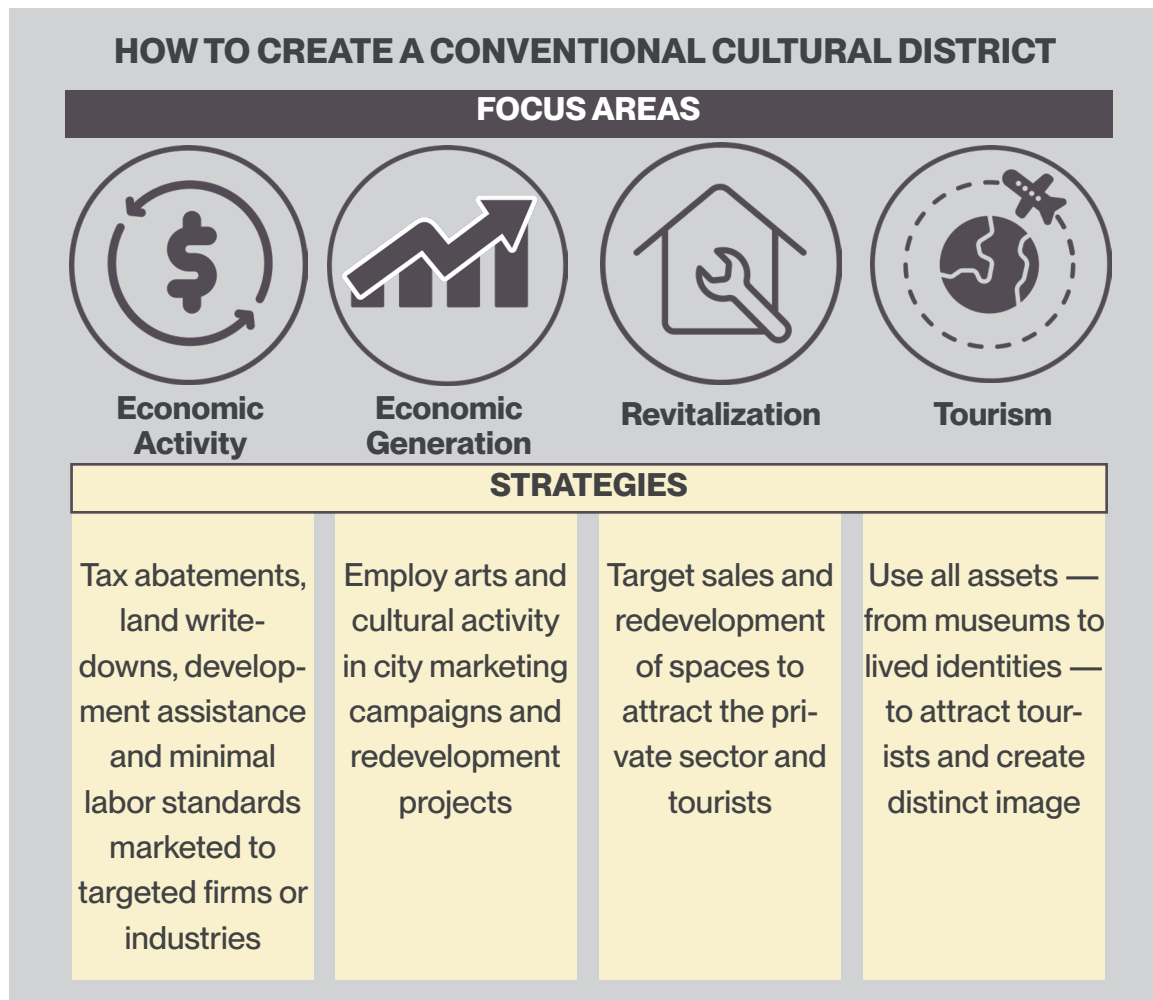 HOW TO CREATE A CONVENTIONAL CULTURAL DISTRICT
FOCUS AREAS
Economic
Activity
Economic
Generation
Revitalization
Tourism
STRATEGIES
Tax abatements,
land write-
downs, develop-
ment assistance
and minimal
labor standards
marketed to
targeted firms or
industries
Employ arts and
cultural activity
in city marketing
campaigns and
redevelopment
projects
Target sales and
redevelopment
of spaces to
attract the pri-
vate sector and
tourists
Use all assets —
from museums to
lived identities —
to attract tour-
ists and create
distinct image